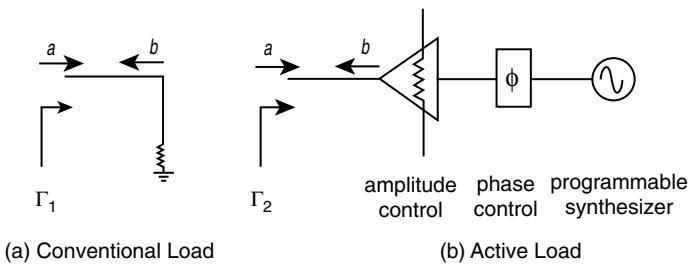 a b a b
ϕ
Γ1 Γ2
amplitude control
phase control
programmable synthesizer
(a) Conventional Load
(b) Active Load